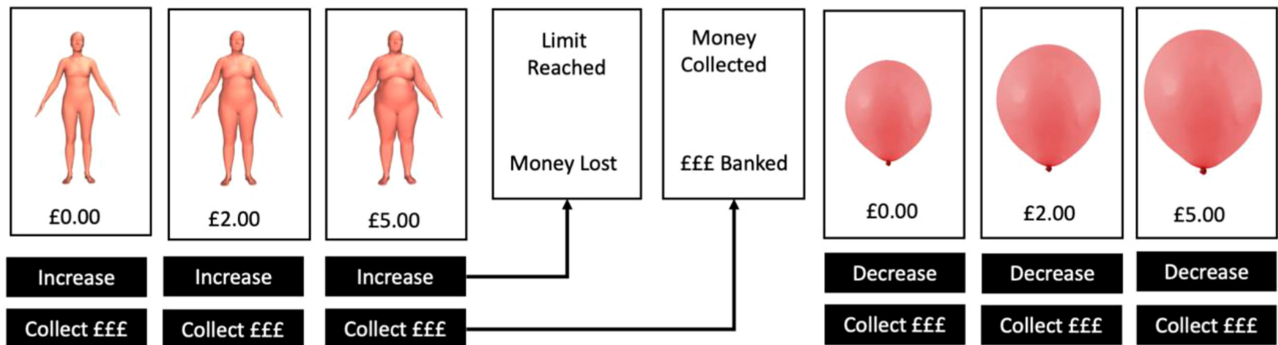 £0.00
Increase
Collect £££
£2.00
Increase
Collect £££
£5.00
Increase
Collect £££
Limit
Reached
Money Lost
Money
Collected
£££ Banked
£0.00
Decrease
Collect £££
£2.00
Decrease
Collect £££
£5.00
Decrease
Collect £££